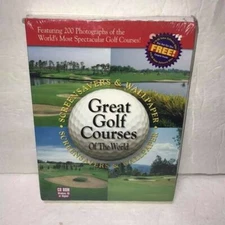 Featuring 200 Photographs of the
World's Most Spectacular Golf Courses!
FREE!
SCREENSAVERS & WALLPAPER
Great
Golf
Courses
Of The World
CD ROM